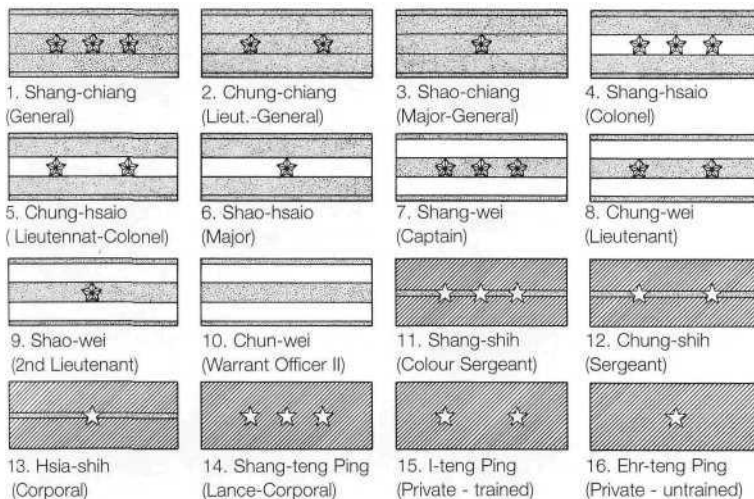 1. Shang-chiang
(General)
2. Chung-chiang
(Lieut.-General)
3. Shao-chiang
(Major-General)
4. Shang-hsaio
(Colonel)
5. Chung-hsaio
( Lieutennat-Colonel)
6. Shao-hsaio
(Major)
7. Shang-wei
(Captain)
8. Chung-wei
(Lieutenant)
9. Shao-wei
(2nd Lieutenant)
10. Chun-wei
(Warrant Officer II)
11. Shang-shih
(Colour Sergeant)
12. Chung-shih
(Sergeant)
13. Hsia-shih
(Corporal)
14. Shang-teng Ping
(Lance-Corporal)
15. I-teng Ping
(Private - trained)
16. Ehr-teng Ping
(Private - untrained)